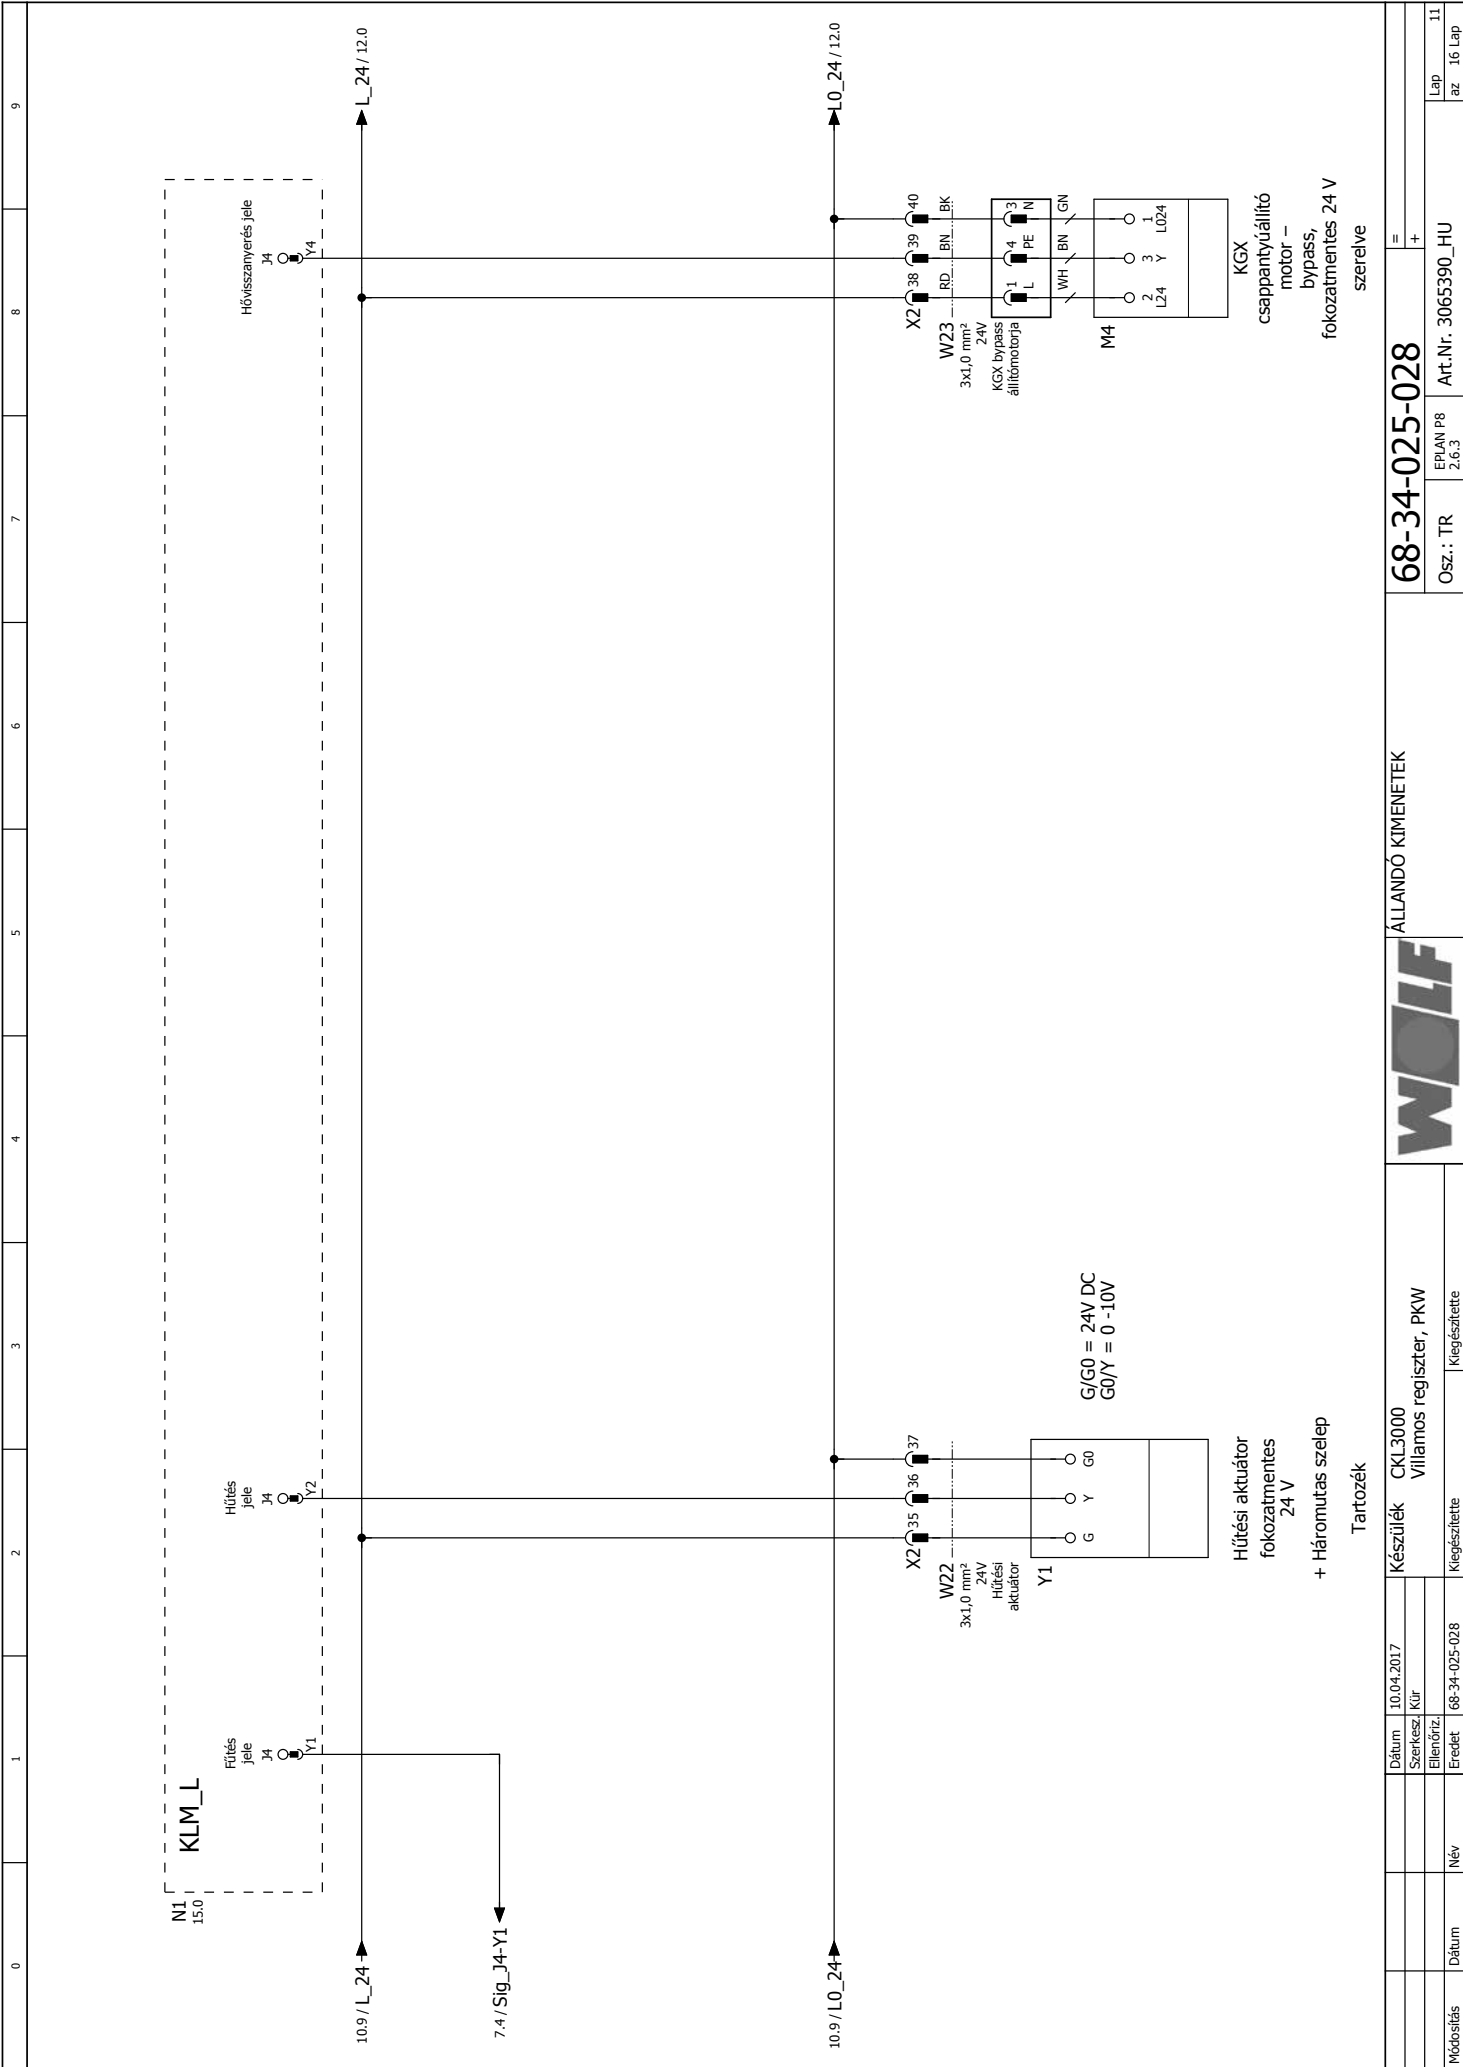 0
1
2
3
4
5
6
7
8
9
N1
15.0
KLM_L
Fűtés
jele
J4
Y1
Hűtés
jele
J4
Y2
Hővisszanyerés jele
J4
Y4
10.9 / L_24
L_24 / 12.0
7.4 / Sig_J4-Y1
10.9 / L0_24
L0_24 / 12.0
X2
35
36
37
W22
3x1,0 mm²
24V
Hűtési
aktuátor
Y1
G
Y
G0
G/G0 = 24V DC
G0/Y = 0 -10V
Hűtési aktuátor
fokozatmentes
24 V
+ Háromutas szelep
Tartozék
X2
38
39
40
W23
RD
BN
BK
3x1,0 mm²
24V
KGX bypass
állítómotorja
1
4
3
L
PE
N
WH
BN
GN
M4
2
3
1
L24
Y
L024
KGX
csappantyúállító
motor –
bypass,
fokozatmentes 24 V
szerelve
Módosítás
Dátum
Név
Dátum
10.04.2017
Szerkesz.
Kür
Ellenőriz.
Eredet
68-34-025-028
Készülék
CKL3000
Villamos regiszter, PKW
Kiegészítette
Kiegészítette
WOLF
ÁLLANDÓ KIMENETEK
68-34-025-028
=
+
Osz.: TR
EPLAN P8
2.6.3
Art.Nr. 3065390_HU
Lap
11
az
16 Lap